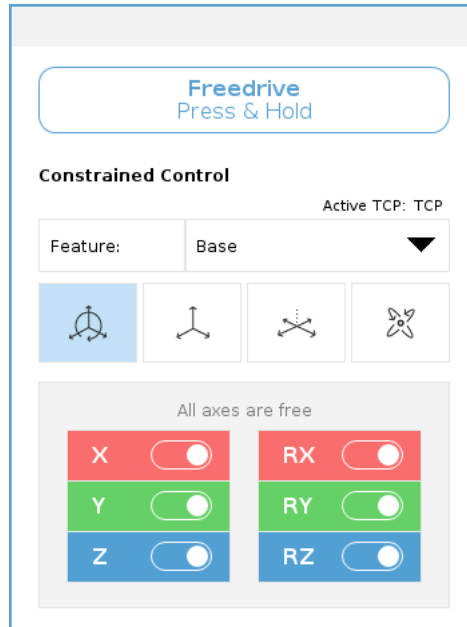 Freedrive
Press & Hold
Constrained Control
Active TCP: TCP
Feature: Base
All axes are free
X RX
Y RY
Z RZ